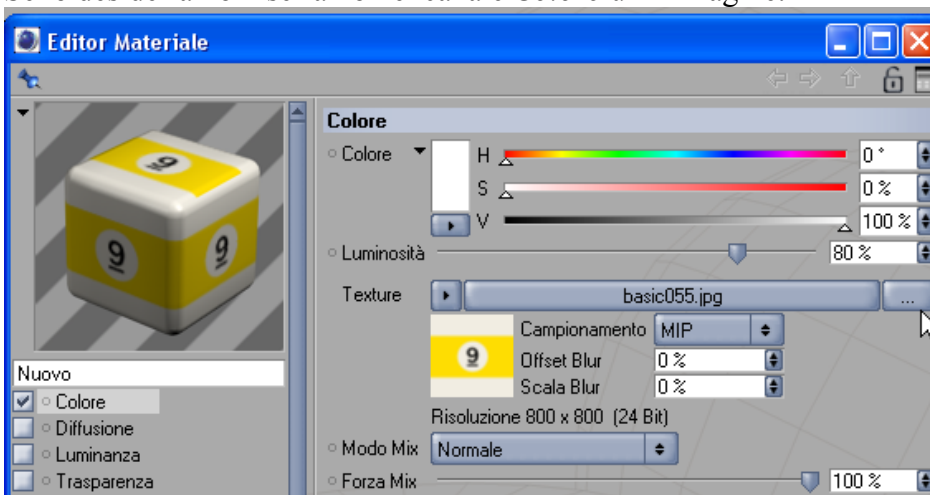 Editor Materiale
Colore
Colore H 0°
S 0 %
V 100 %
Luminosità 80 %
Texture basic055.jpg ...
Campionamento MIP
Offset Blur 0 %
Scala Blur 0 %
Risoluzione 800 x 800 (24 Bit)
Modo Mix Normale
Forza Mix 100 %
9
9
9
9
Nuovo
Colore
Diffusione
Luminanza
Trasparenza